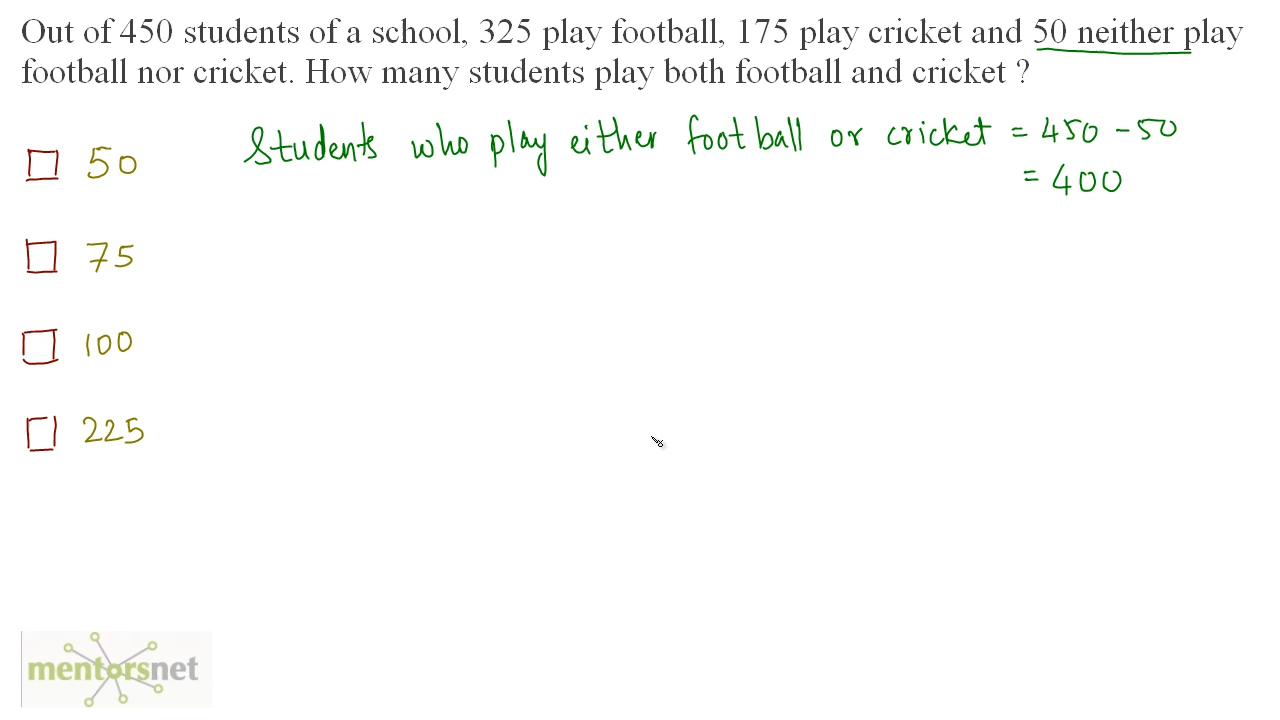 Out of 450 students of a school, 325 play football, 175 play cricket and 50 neither play
football nor cricket. How many students play both football and cricket ?
Students who play either football or cricket = 450 - 50
= 400
50
75
100
225
mentorsnet